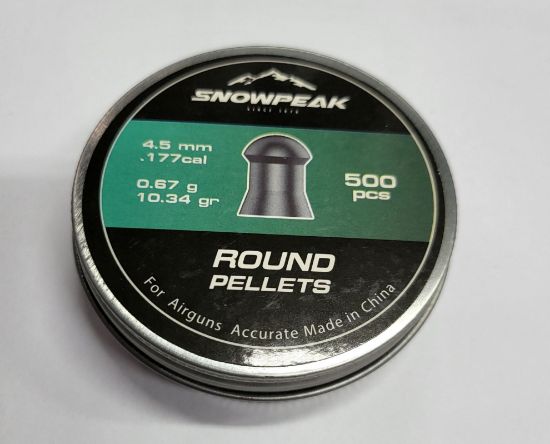 SNOWPEAK
4.5 mm
.177cal
0.67 g
10.34 gr
500
pcs
ROUND
PELLETS
For Airguns Accurate Made in China